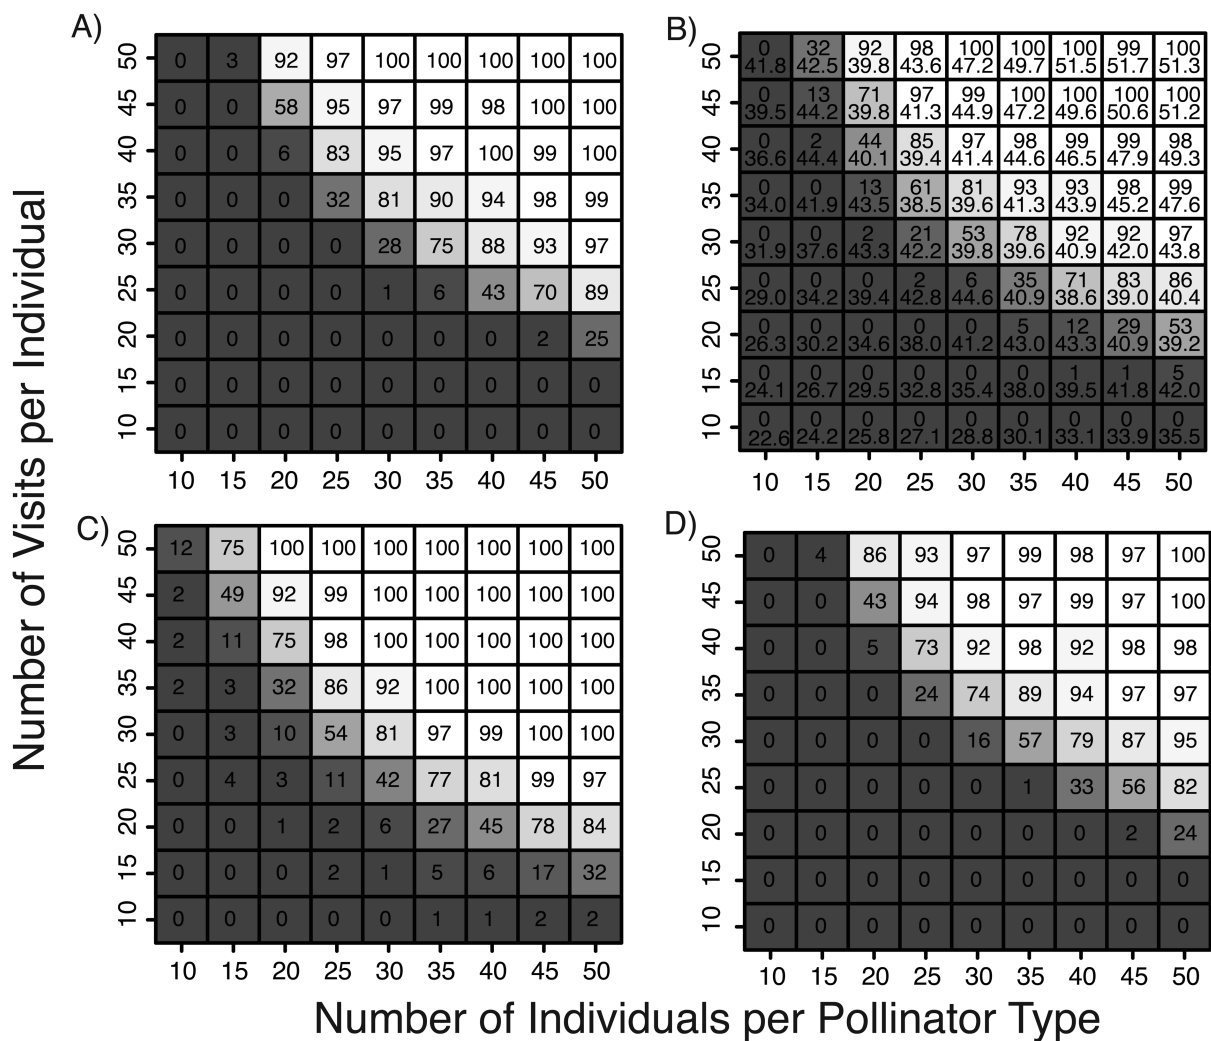 A)
50 0 3 92 97 100 100 100 100 100
45 0 0 58 95 97 99 98 100 100
40 0 0 6 83 95 97 100 99 100
35 0 0 0 32 81 90 94 98 99
30 0 0 0 0 28 75 88 93 97
25 0 0 0 0 1 6 43 70 89
20 0 0 0 0 0 0 0 2 25
15 0 0 0 0 0 0 0 0 0
10 0 0 0 0 0 0 0 0 0
10 15 20 25 30 35 40 45 50
B)
50 0 32 92 98 100 100 100 99 100
41.8 42.5 39.8 43.6 47.2 49.7 51.5 51.7 51.3
45 0 13 71 97 99 100 100 100 100
39.5 44.2 39.8 41.3 44.9 47.2 49.6 50.6 51.2
40 0 2 44 85 97 98 99 99 98
36.6 44.4 40.1 39.4 41.4 44.6 46.5 47.9 49.3
35 0 0 13 61 81 93 93 98 99
34.0 41.9 43.5 38.5 39.6 41.3 43.9 45.2 47.6
30 0 0 2 21 53 78 92 92 97
31.9 37.6 43.3 42.2 39.8 39.6 40.9 42.0 43.8
25 0 0 0 2 6 35 71 83 86
29.0 34.2 39.4 42.8 44.6 40.9 38.6 39.0 40.4
20 0 0 0 0 0 5 12 29 53
26.3 30.2 34.6 38.0 41.2 43.0 43.3 40.9 39.2
15 0 0 0 0 0 0 1 1 5
24.1 26.7 29.5 32.8 35.4 38.0 39.5 41.8 42.0
10 0 0 0 0 0 0 0 0 0
22.6 24.2 25.8 27.1 28.8 30.1 33.1 33.9 35.5
10 15 20 25 30 35 40 45 50
Number of Visits per Individual
C)
50 12 75 100 100 100 100 100 100 100
45 2 49 92 99 100 100 100 100 100
40 2 11 75 98 100 100 100 100 100
35 2 3 32 86 92 100 100 100 100
30 0 3 10 54 81 97 99 100 100
25 0 4 3 11 42 77 81 99 97
20 0 0 1 2 6 27 45 78 84
15 0 0 0 2 1 5 6 17 32
10 0 0 0 0 0 1 1 2 2
10 15 20 25 30 35 40 45 50
D)
50 0 4 86 93 97 99 98 97 100
45 0 0 43 94 98 97 99 97 100
40 0 0 5 73 92 98 92 98 98
35 0 0 0 24 74 89 94 97 97
30 0 0 0 0 16 57 79 87 95
25 0 0 0 0 0 1 33 56 82
20 0 0 0 0 0 0 0 2 24
15 0 0 0 0 0 0 0 0 0
10 0 0 0 0 0 0 0 0 0
10 15 20 25 30 35 40 45 50
Number of Individuals per Pollinator Type